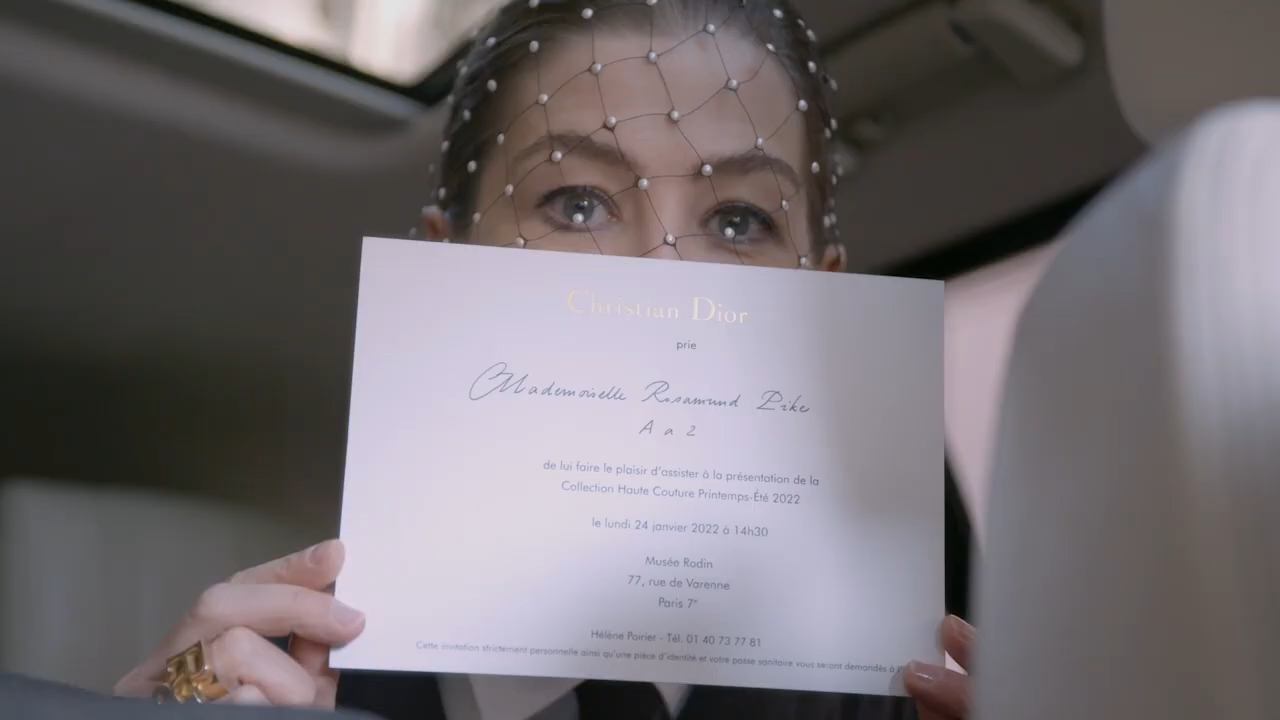 Christian Dior
prie
Mademoiselle Rosamund Pike
A a 2
de lui faire le plaisir d'assister à la présentation de la
Collection Haute Couture Printemps-Été 2022
le lundi 24 janvier 2022 à 14h30
Musée Rodin
77, rue de Varenne
Paris 7e
Hélène Poirier - Tél. 01 40 73 77 81
Cette invitation strictement personnelle ainsi qu'une pièce d'identité et votre passe sanitaire vous seront demandés à